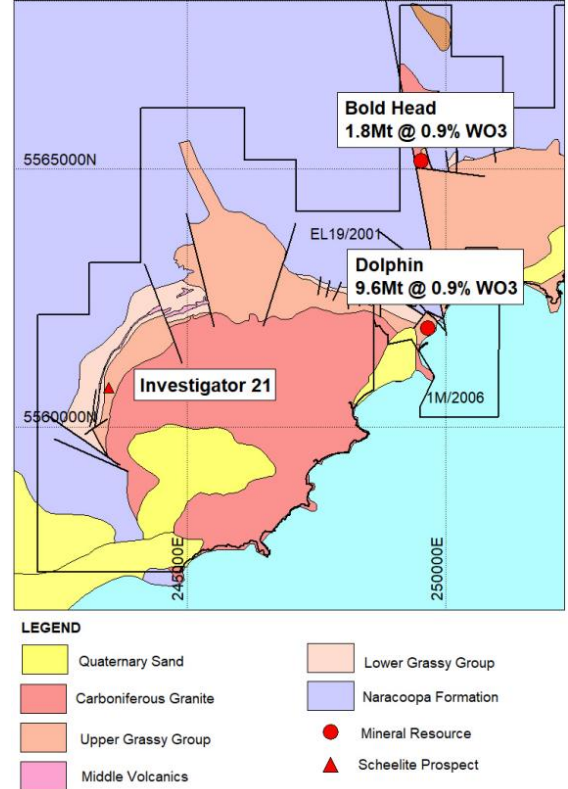 Bold Head
1.8Mt @ 0.9% WO3
5565000N
EL19/2001
Dolphin
9.6Mt @ 0.9% WO3
Investigator 21
1M/2006
5560000N
245000E
250000E
LEGEND
Quaternary Sand
Carboniferous Granite
Upper Grassy Group
Middle Volcanics
Lower Grassy Group
Naracoopa Formation
Mineral Resource
Scheelite Prospect